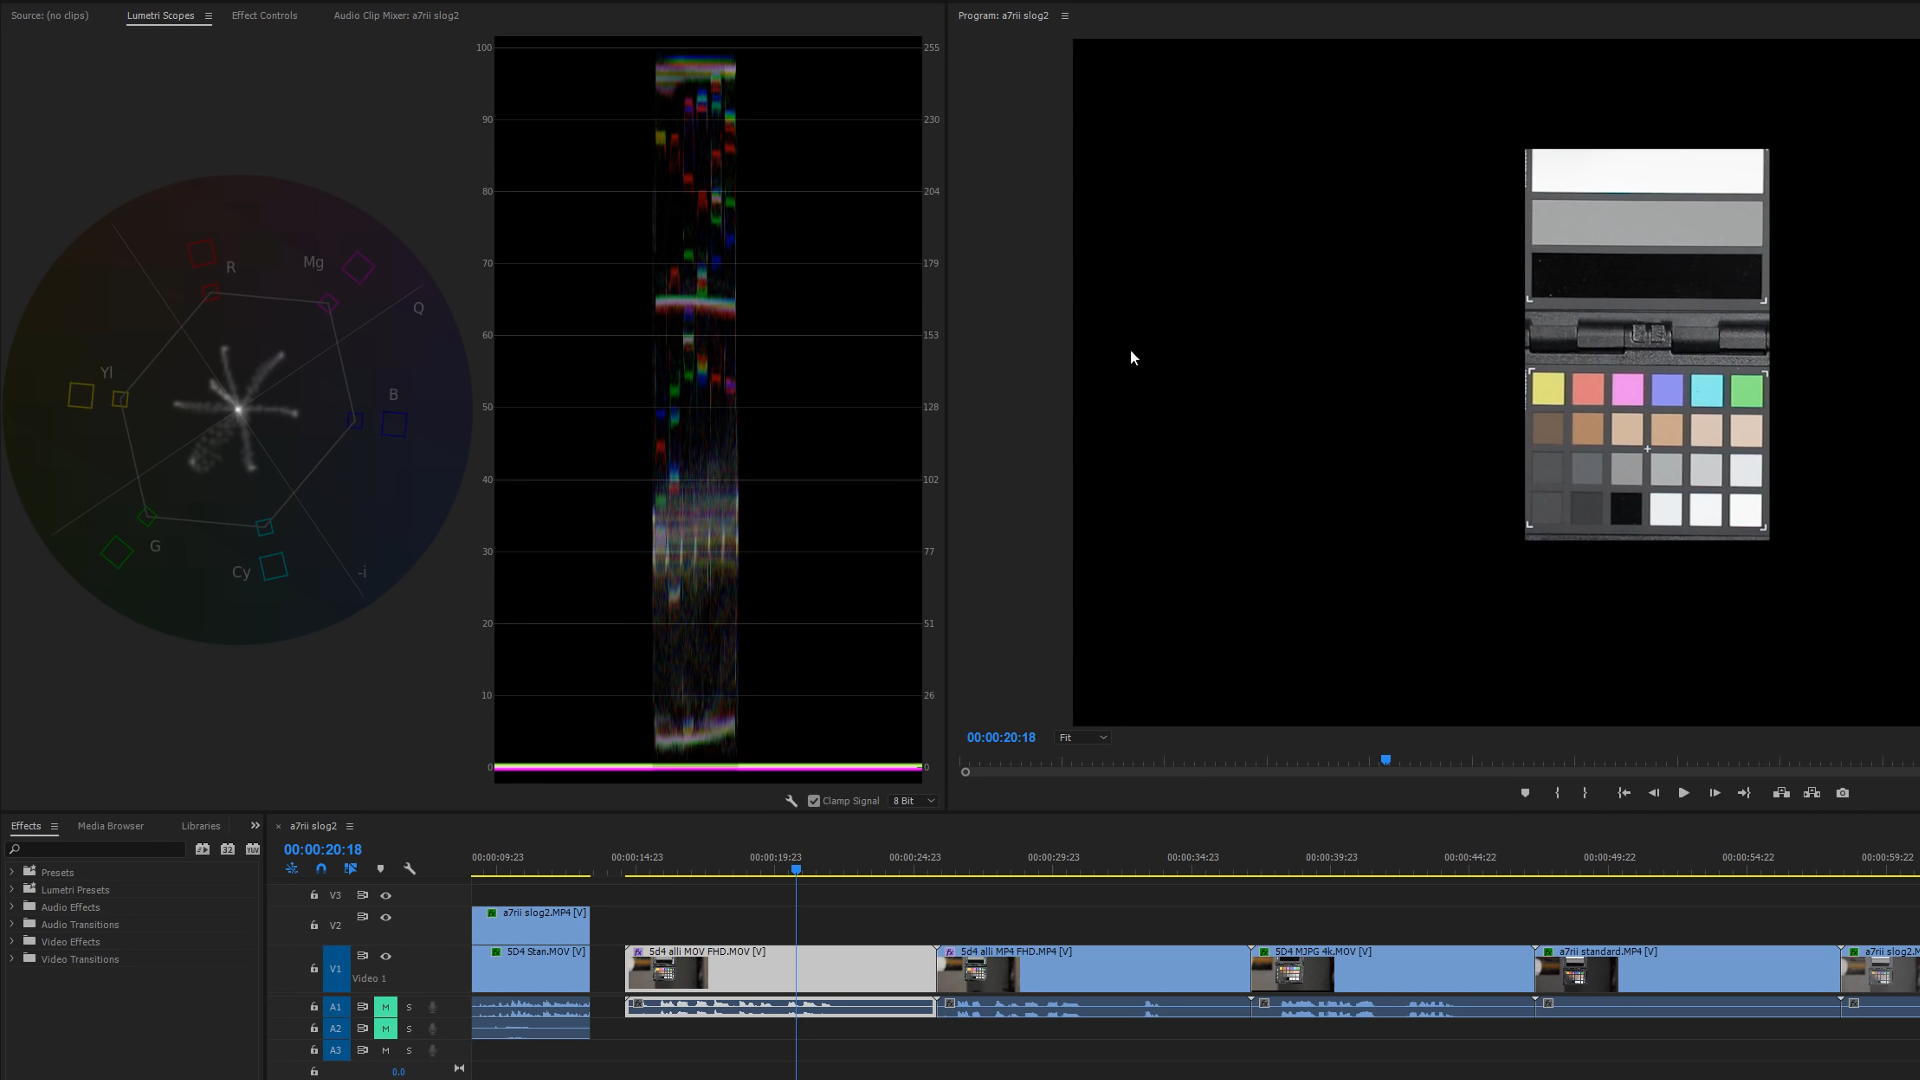 Source: (no clips)
Lumetri Scopes
Effect Controls
Audio Clip Mixer: a7rii slog2
Program: a7rii slog2
100
90
80
70
60
50
40
30
20
10
0
255
230
204
179
153
128
102
77
51
26
0
R
Mg
Q
Yl
B
G
Cy
-i
Clamp Signal
8 Bit
00:00:20:18
Fit
Effects
Media Browser
Libraries
32
YUV
Presets
Lumetri Presets
Audio Effects
Audio Transitions
Video Effects
Video Transitions
× a7rii slog2
00:00:20:18
00:00:09:23
00:00:14:23
00:00:19:23
00:00:24:23
00:00:29:23
00:00:34:23
00:00:39:23
00:00:44:22
00:00:49:22
00:00:54:22
00:00:59:22
V3
V2
a7rii slog2.MP4 [V]
V1
Video 1
5D4 Stan.MOV [V]
5d4 alli MOV FHD.MOV [V]
5d4 alli MP4 FHD.MP4 [V]
5D4 MJPG 4k.MOV [V]
a7rii standard.MP4 [V]
a7rii slog2.M
A1 M S
A2 M S
A3 M S
0.0